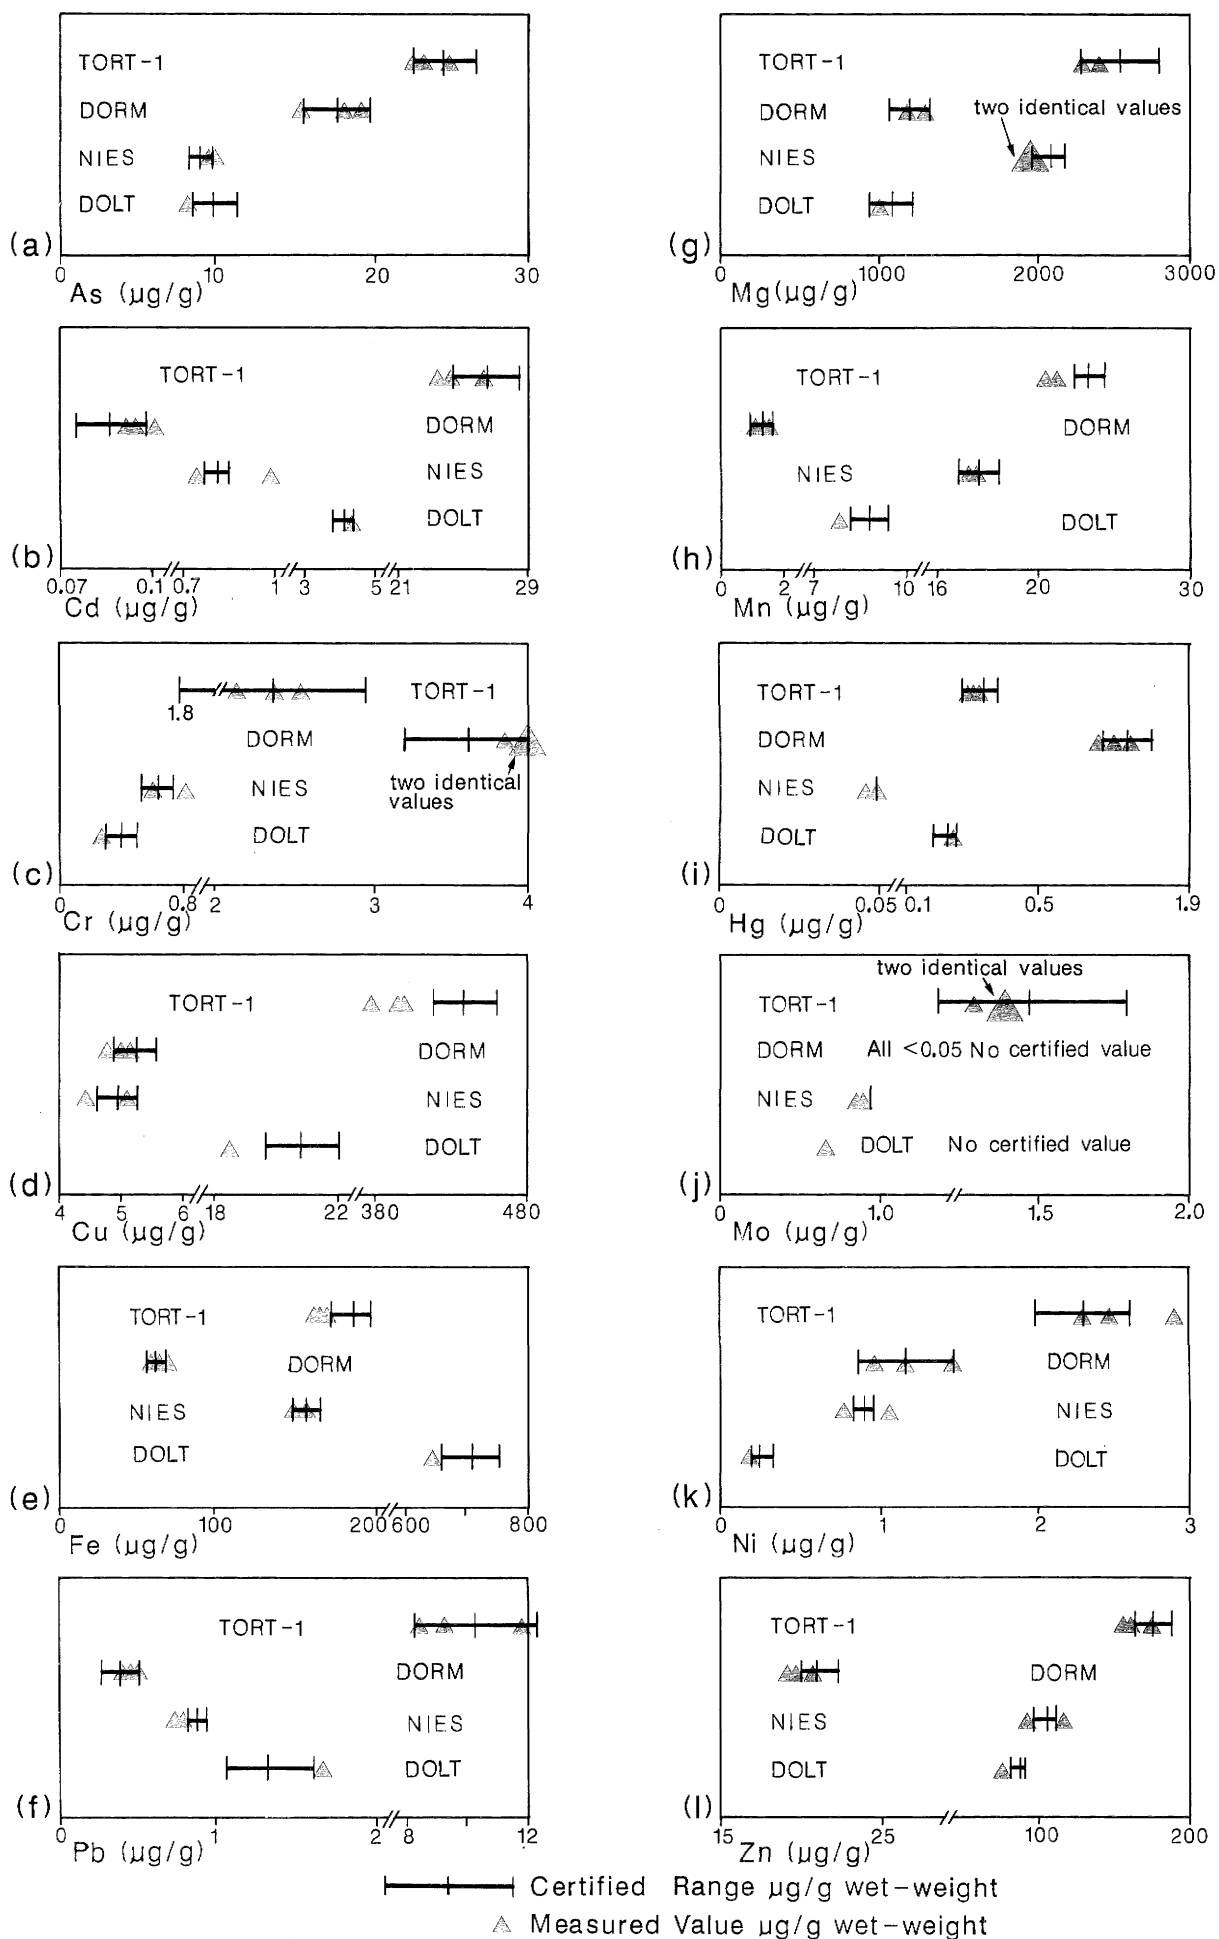 TORT-1
DORM
NIES
DOLT
(a)
0 10 20 30
As (µg/g)
TORT-1
DORM
NIES
DOLT
(b)
0.07 0.1 0.7 1 3 5 21 29
Cd (µg/g)
TORT-1
1.8
DORM
two identical
values
NIES
DOLT
(c)
0 0.8 2 3 4
Cr (µg/g)
TORT-1
DORM
NIES
DOLT
(d)
4 5 6 18 22 380 480
Cu (µg/g)
TORT-1
DORM
NIES
DOLT
(e)
0 100 200 600 800
Fe (µg/g)
TORT-1
DORM
NIES
DOLT
(f)
0 1 2 8 12
Pb (µg/g)
TORT-1
DORM two identical values
NIES
DOLT
(g)
0 1000 2000 3000
Mg(µg/g)
TORT-1
DORM
NIES
DOLT
(h)
0 2 7 10 16 20 30
Mn (µg/g)
TORT-1
DORM
NIES
DOLT
(i)
0 0.05 0.1 0.5 1.9
Hg (µg/g)
two identical values
TORT-1
DORM All <0.05 No certified value
NIES
DOLT No certified value
(j)
0 1.0 1.5 2.0
Mo (µg/g)
TORT-1
DORM
NIES
DOLT
(k)
0 1 2 3
Ni (µg/g)
TORT-1
DORM
NIES
DOLT
(l)
15 25 100 200
Zn (µg/g)
Certified Range µg/g wet-weight
Measured Value µg/g wet-weight